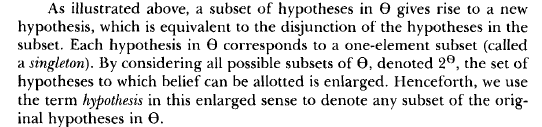 As illustrated above, a subset of hypotheses in Θ gives rise to a new
hypothesis, which is equivalent to the disjunction of the hypotheses in the
subset. Each hypothesis in Θ corresponds to a one-element subset (called
a singleton). By considering all possible subsets of Θ, denoted 2^Θ, the set of
hypotheses to which belief can be allotted is enlarged. Henceforth, we use
the term hypothesis in this enlarged sense to denote any subset of the orig-
inal hypotheses in Θ.